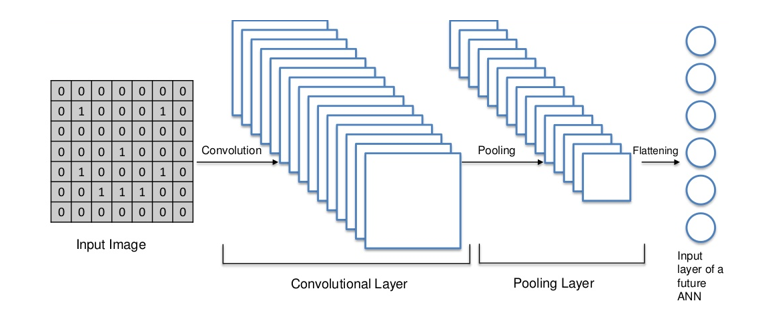 0 0 0 0 0 0 0
0 1 0 0 0 1 0
0 0 0 0 0 0 0
0 0 0 1 0 0 0
0 1 0 0 0 1 0
0 0 1 1 1 0 0
0 0 0 0 0 0 0
Input Image
Convolution
Convolutional Layer
Pooling
Pooling Layer
Flattening
Input
layer of a
future
ANN